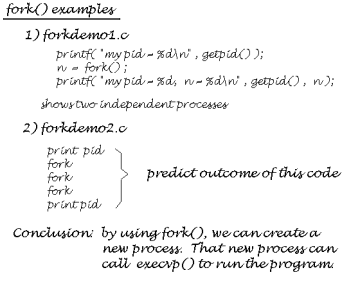 fork() examples
1) forkdemo1.c
printf( "my pid = %d\n" , getpid() );
n = fork() ;
printf( "my pid = %d, n = %d\n" , getpid() , n );
shows two independent processes
2) forkdemo2.c
print pid
fork
fork
fork
print pid
predict outcome of this code
Conclusion: by using fork(), we can create a
new process. That new process can
call execvp() to run the program.